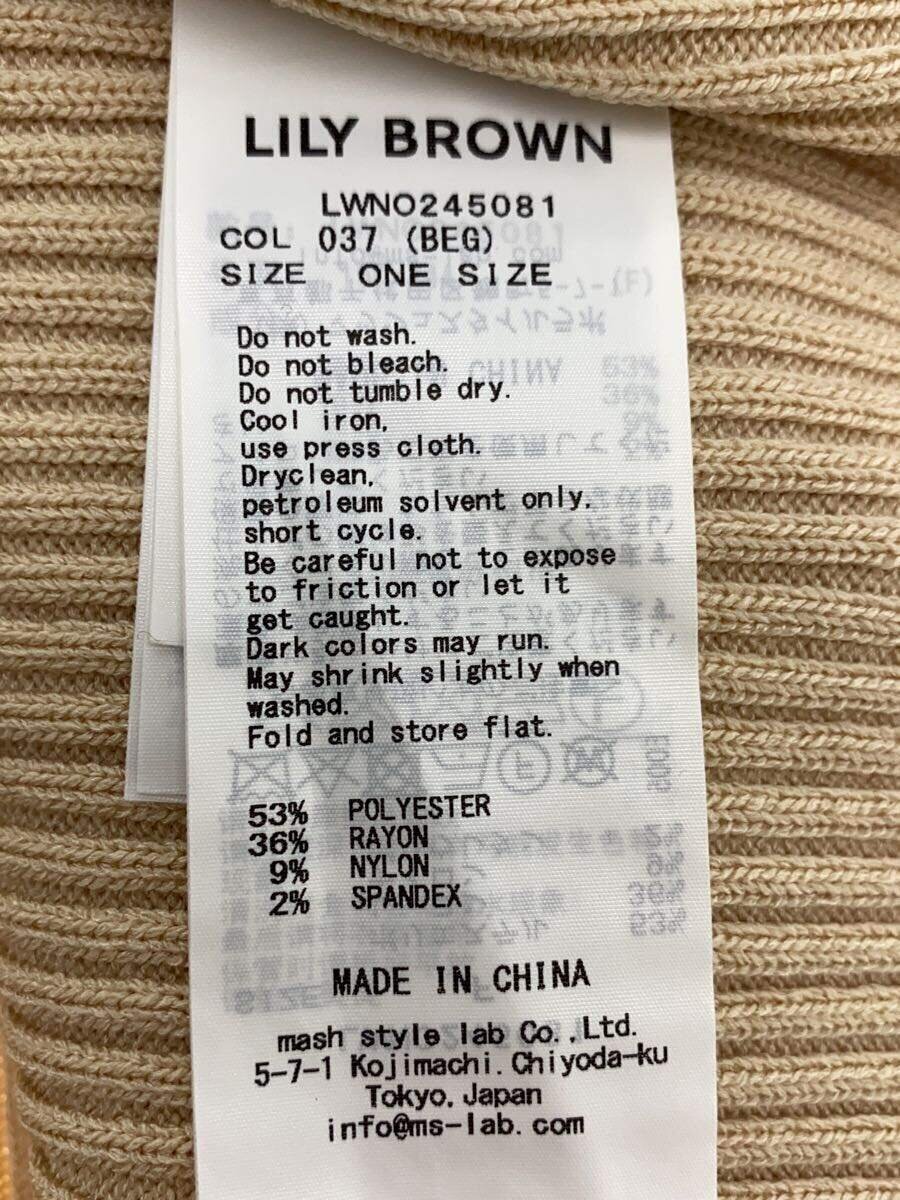 LILY BROWN
LWNO245081
COL 037 (BEG)
SIZE ONE SIZE
Do not wash.
Do not bleach.
Do not tumble dry.
Cool iron,
use press cloth.
Dryclean,
petroleum solvent only,
short cycle.
Be careful not to expose
to friction or let it
get caught.
Dark colors may run.
May shrink slightly when
washed.
Fold and store flat.
53% POLYESTER
36% RAYON
9% NYLON
2% SPANDEX
MADE IN CHINA
mash style lab Co.,Ltd.
5-7-1 Kojimachi, Chiyoda-ku
Tokyo, Japan
info@ms-lab.com